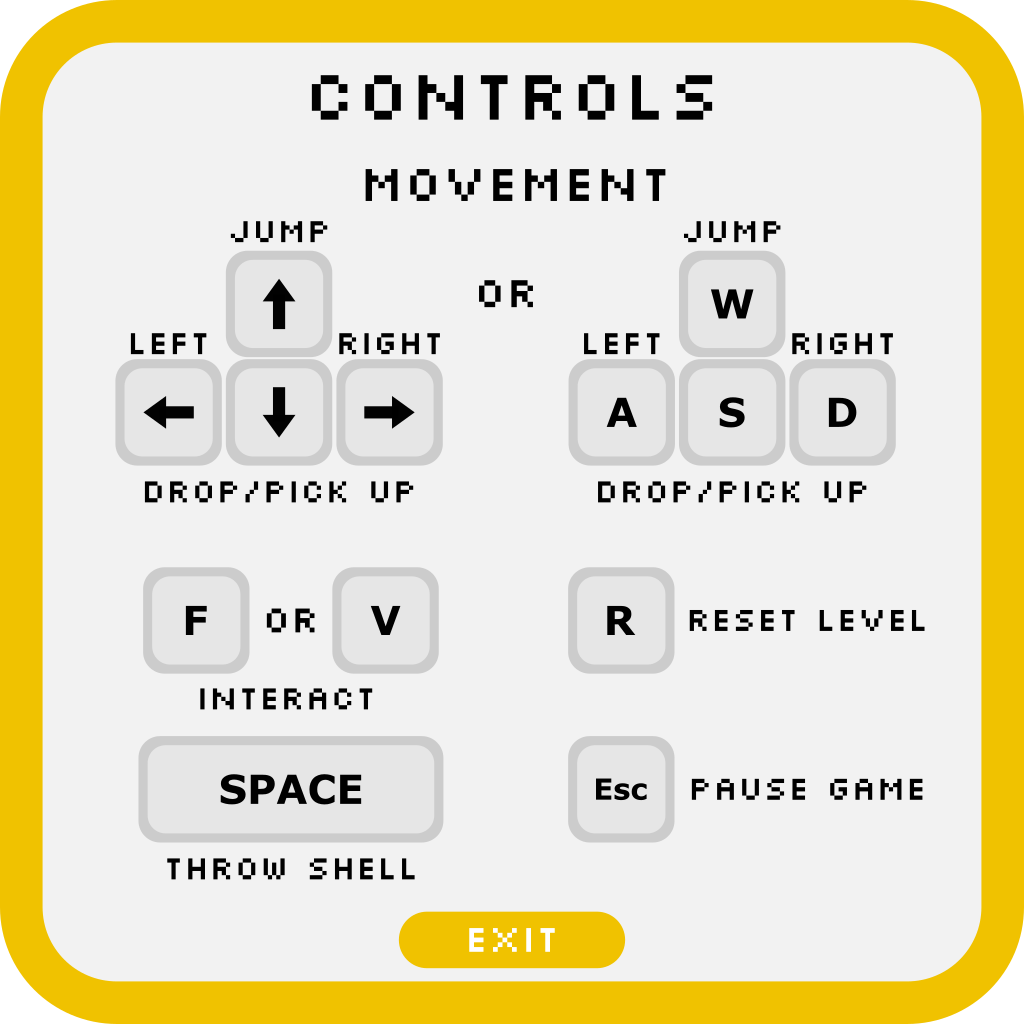 CONTROLS
MOVEMENT
JUMP JUMP
OR
W
LEFT RIGHT LEFT RIGHT
A S D
DROP/PICK UP DROP/PICK UP
F OR V R RESET LEVEL
INTERACT
SPACE Esc PAUSE GAME
THROW SHELL
EXIT